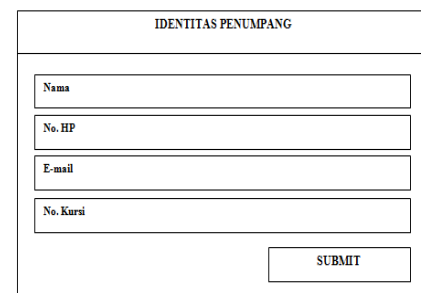 IDENTITAS PENUMPANG
Nama
No. HP
E-mail
No. Kursi
SUBMIT